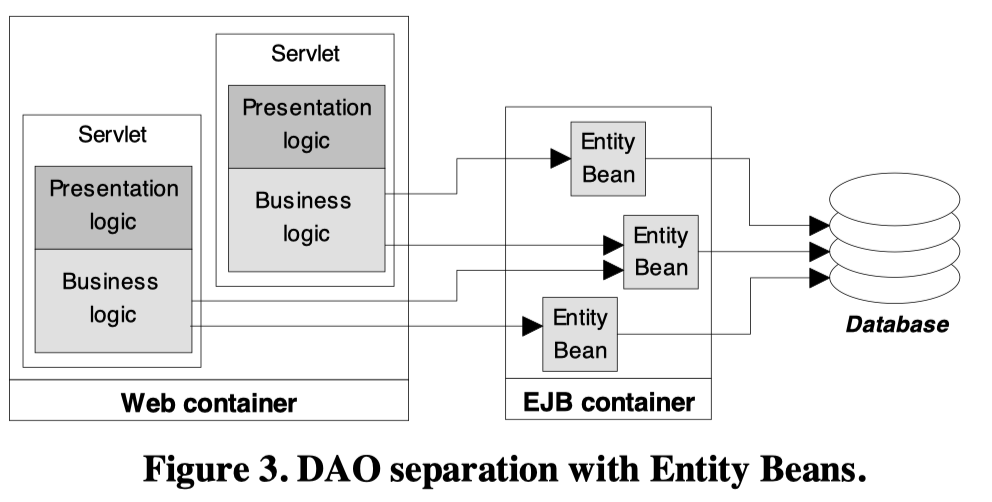 Servlet
Presentation
logic
Business
logic
Servlet
Presentation
logic
Business
logic
Web container
Entity
Bean
Entity
Bean
Entity
Bean
EJB container
Database
Figure 3. DAO separation with Entity Beans.